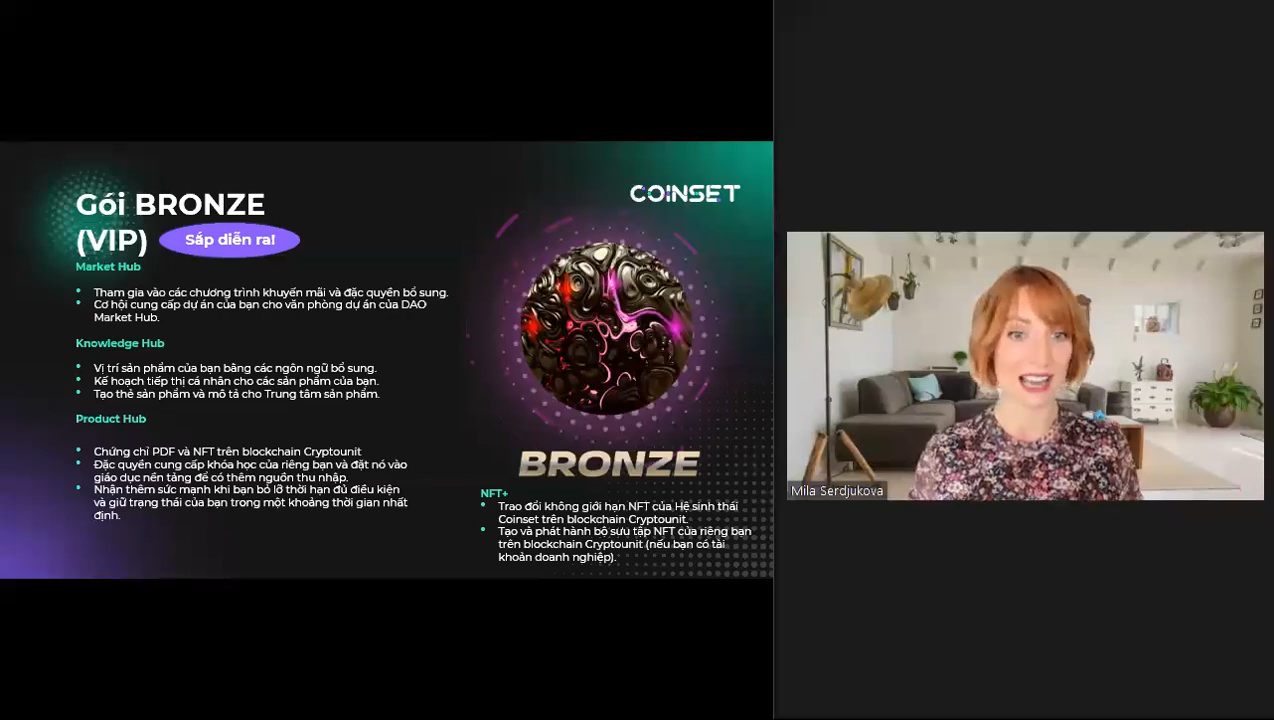 Gói BRONZE
(VIP)
Sắp diễn ra!
COINSET
Market Hub
Tham gia vào các chương trình khuyến mãi và đặc quyền bổ sung.
Cơ hội cung cấp dự án của bạn cho văn phòng dự án của DAO
Market Hub.
Knowledge Hub
Vị trí sản phẩm của bạn bằng các ngôn ngữ bổ sung.
Kế hoạch tiếp thị cá nhân cho các sản phẩm của bạn.
Tạo thẻ sản phẩm và mô tả cho Trung tâm sản phẩm.
Product Hub
Chứng chỉ PDF và NFT trên blockchain Cryptounit
Đặc quyền cung cấp khóa học của riêng bạn và đặt nó vào
giáo dục nền tảng để có thêm nguồn thu nhập.
Nhận thêm sức mạnh khi bạn bỏ lỡ thời hạn đủ điều kiện
và giữ trạng thái của bạn trong một khoảng thời gian nhất
định.
BRONZE
NFT+
Trao đổi không giới hạn NFT của Hệ sinh thái
Coinset trên blockchain Cryptounit.
Tạo và phát hành bộ sưu tập NFT của riêng bạn
trên blockchain Cryptounit (nếu bạn có tài
khoản doanh nghiệp).
Mila Serdjukova